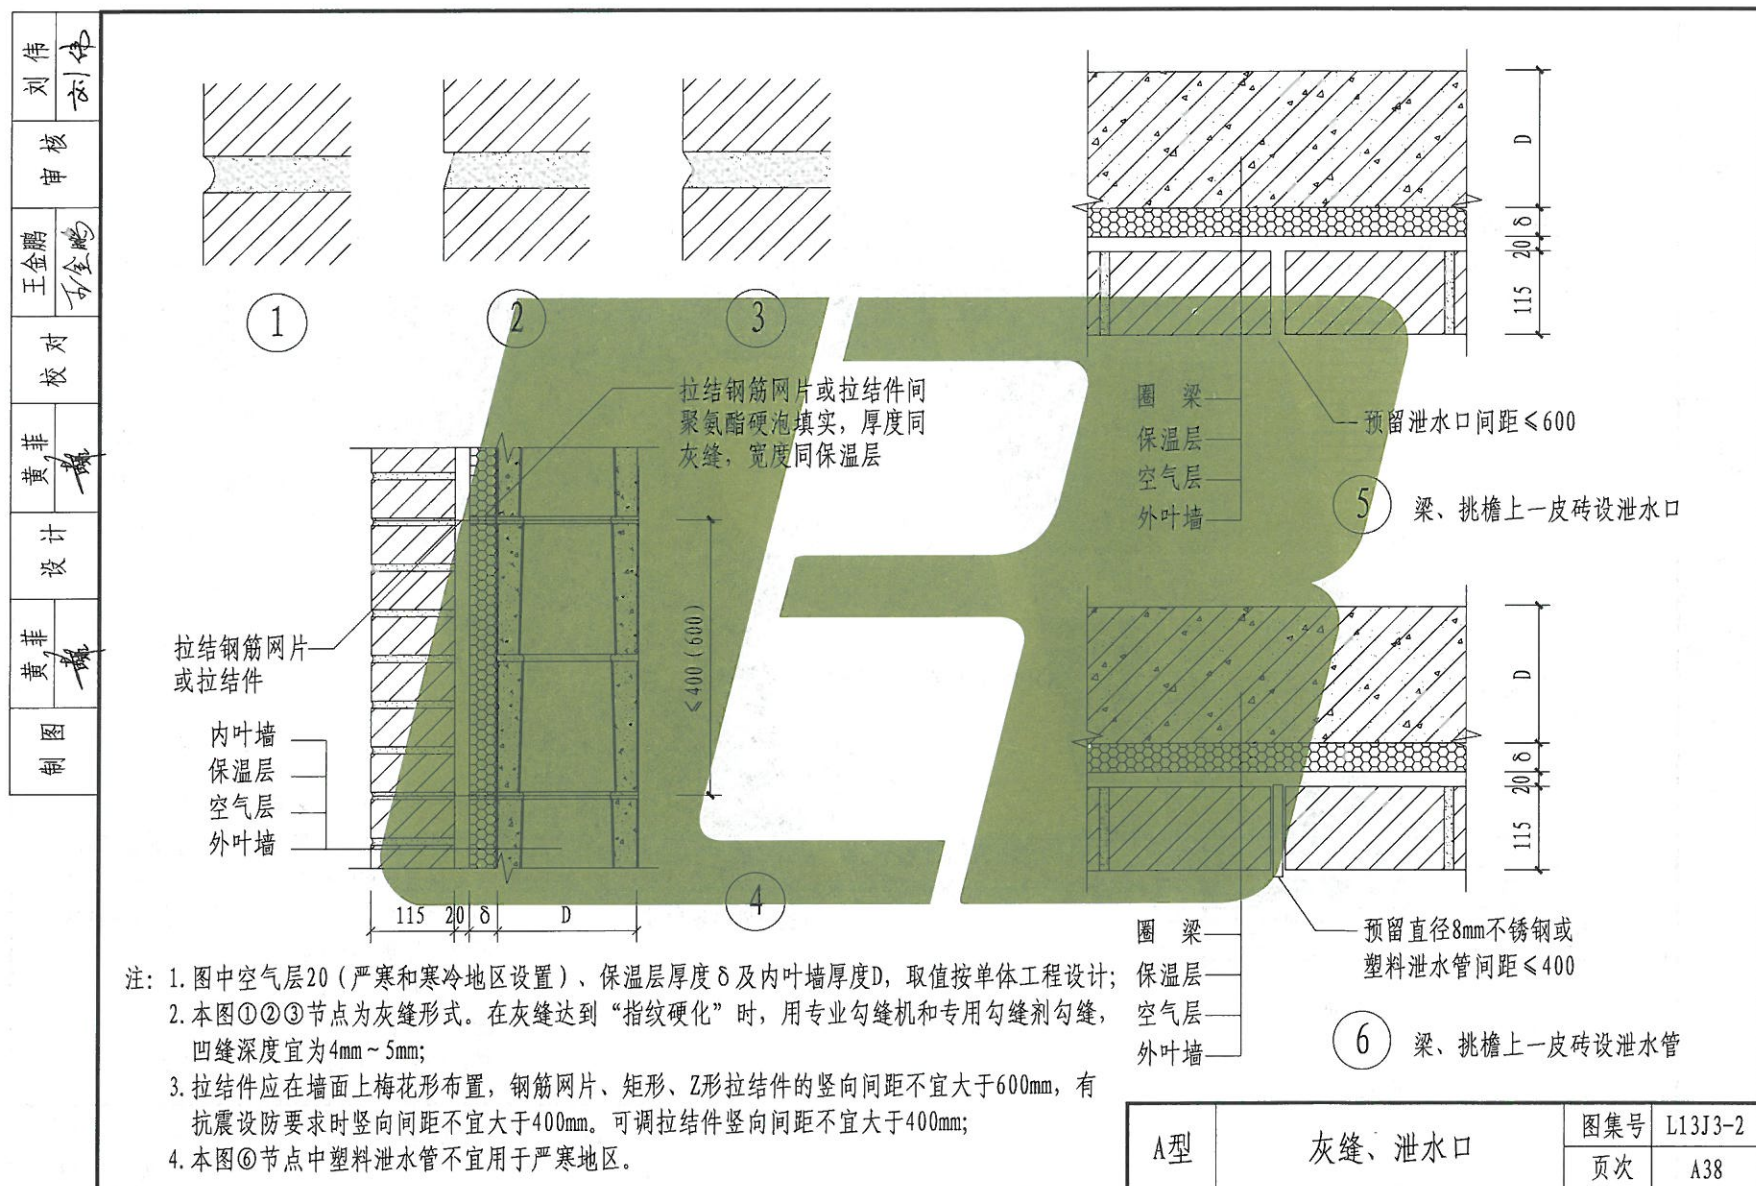 刘 伟
审 核
王金鹏
校 对
黄 菲
设 计
黄 菲
制 图
①
②
③
拉结钢筋网片或拉结件间
聚氨酯硬泡填实，厚度同
灰缝，宽度同保温层
拉结钢筋网片
或拉结件
内叶墙
保温层
空气层
外叶墙
≤400（600）
115 20 δ D
④
D
δ
20
115
圈 梁
保温层
空气层
外叶墙
预留泄水口间距≤600
⑤ 梁、挑檐上一皮砖设泄水口
D
δ
20
115
圈 梁
保温层
空气层
外叶墙
预留直径8mm不锈钢或
塑料泄水管间距≤400
⑥ 梁、挑檐上一皮砖设泄水管
注：1.图中空气层20（严寒和寒冷地区设置）、保温层厚度δ及内叶墙厚度D，取值按单体工程设计；
2.本图①②③节点为灰缝形式。在灰缝达到“指纹硬化”时，用专业勾缝机和专用勾缝剂勾缝，
凹缝深度宜为4mm～5mm；
3.拉结件应在墙面上梅花形布置，钢筋网片、矩形、Z形拉结件的竖向间距不宜大于600mm，有
抗震设防要求时竖向间距不宜大于400mm。可调拉结件竖向间距不宜大于400mm；
4.本图⑥节点中塑料泄水管不宜用于严寒地区。
A型
灰缝、泄水口
图集号 L13J3-2
页次 A38